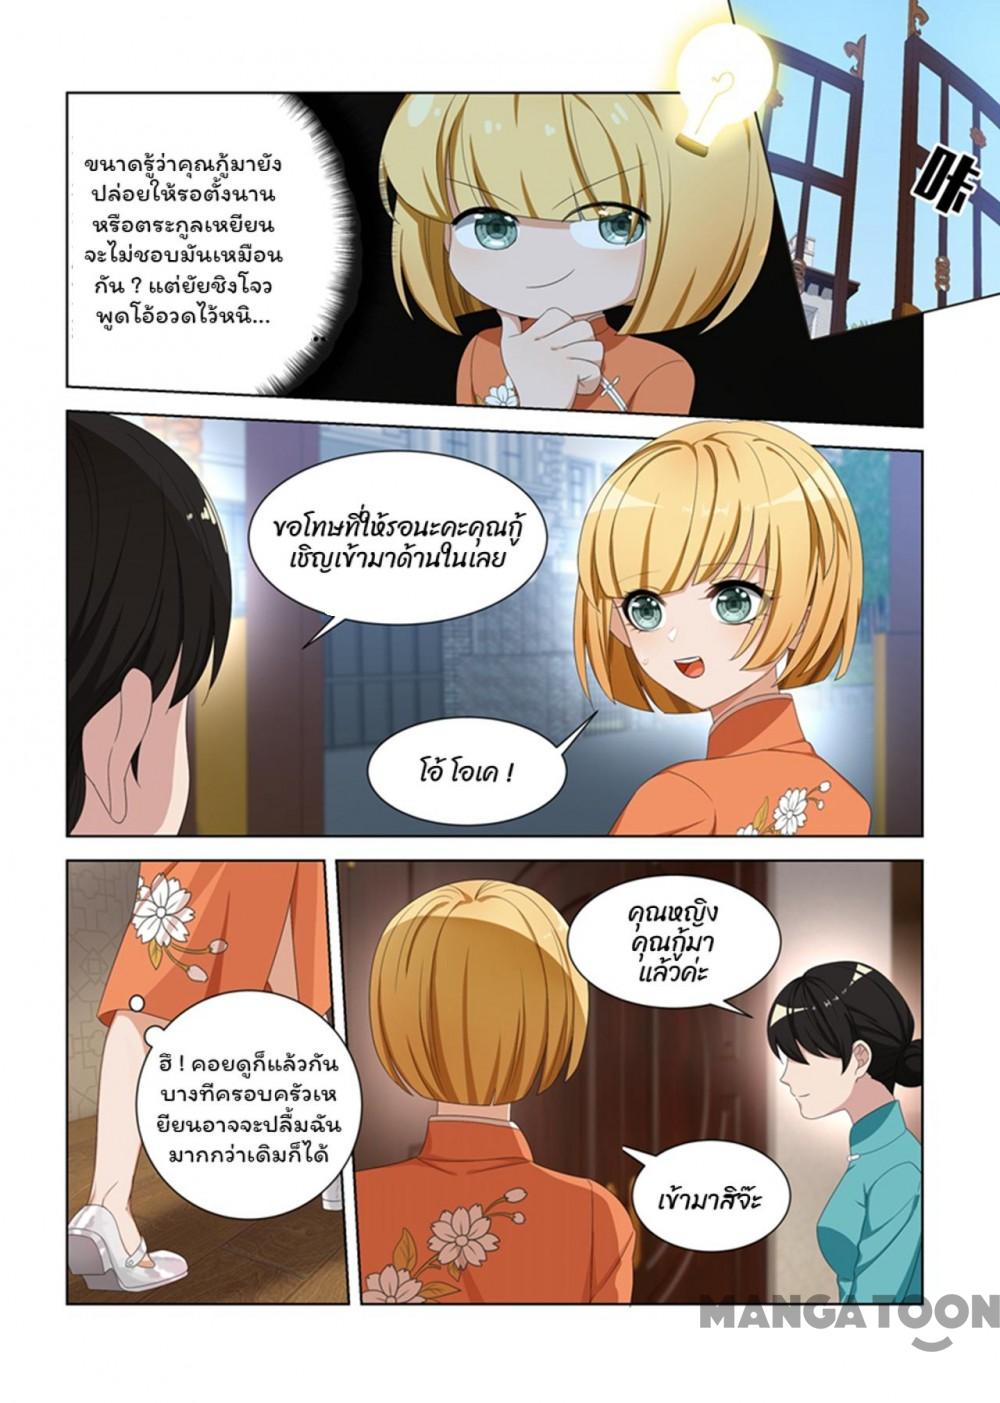 咔
ขนาดรู้ว่าคุณกู้มายัง
ปล่อยให้รอตั้งนาน
หรือตระกูลเหยียน
จะไม่ชอบมันเหมือน
กัน ? แต่ยัยชิงโจว
พูดโอ้อวดไว้หนิ...
ขอโทษที่ให้รอนะคะคุณกู้
เชิญเข้ามาด้านในเลย
โอ้ โอเค !
ฮึ ! คอยดูก็แล้วกัน
บางทีครอบครัวเห
ยียนอาจจะปลื้มฉัน
มากกว่าเดิมก็ได้
คุณหญิง
คุณกู้มา
แล้วค่ะ
เข้ามาสิจ๊ะ
MANGATOON